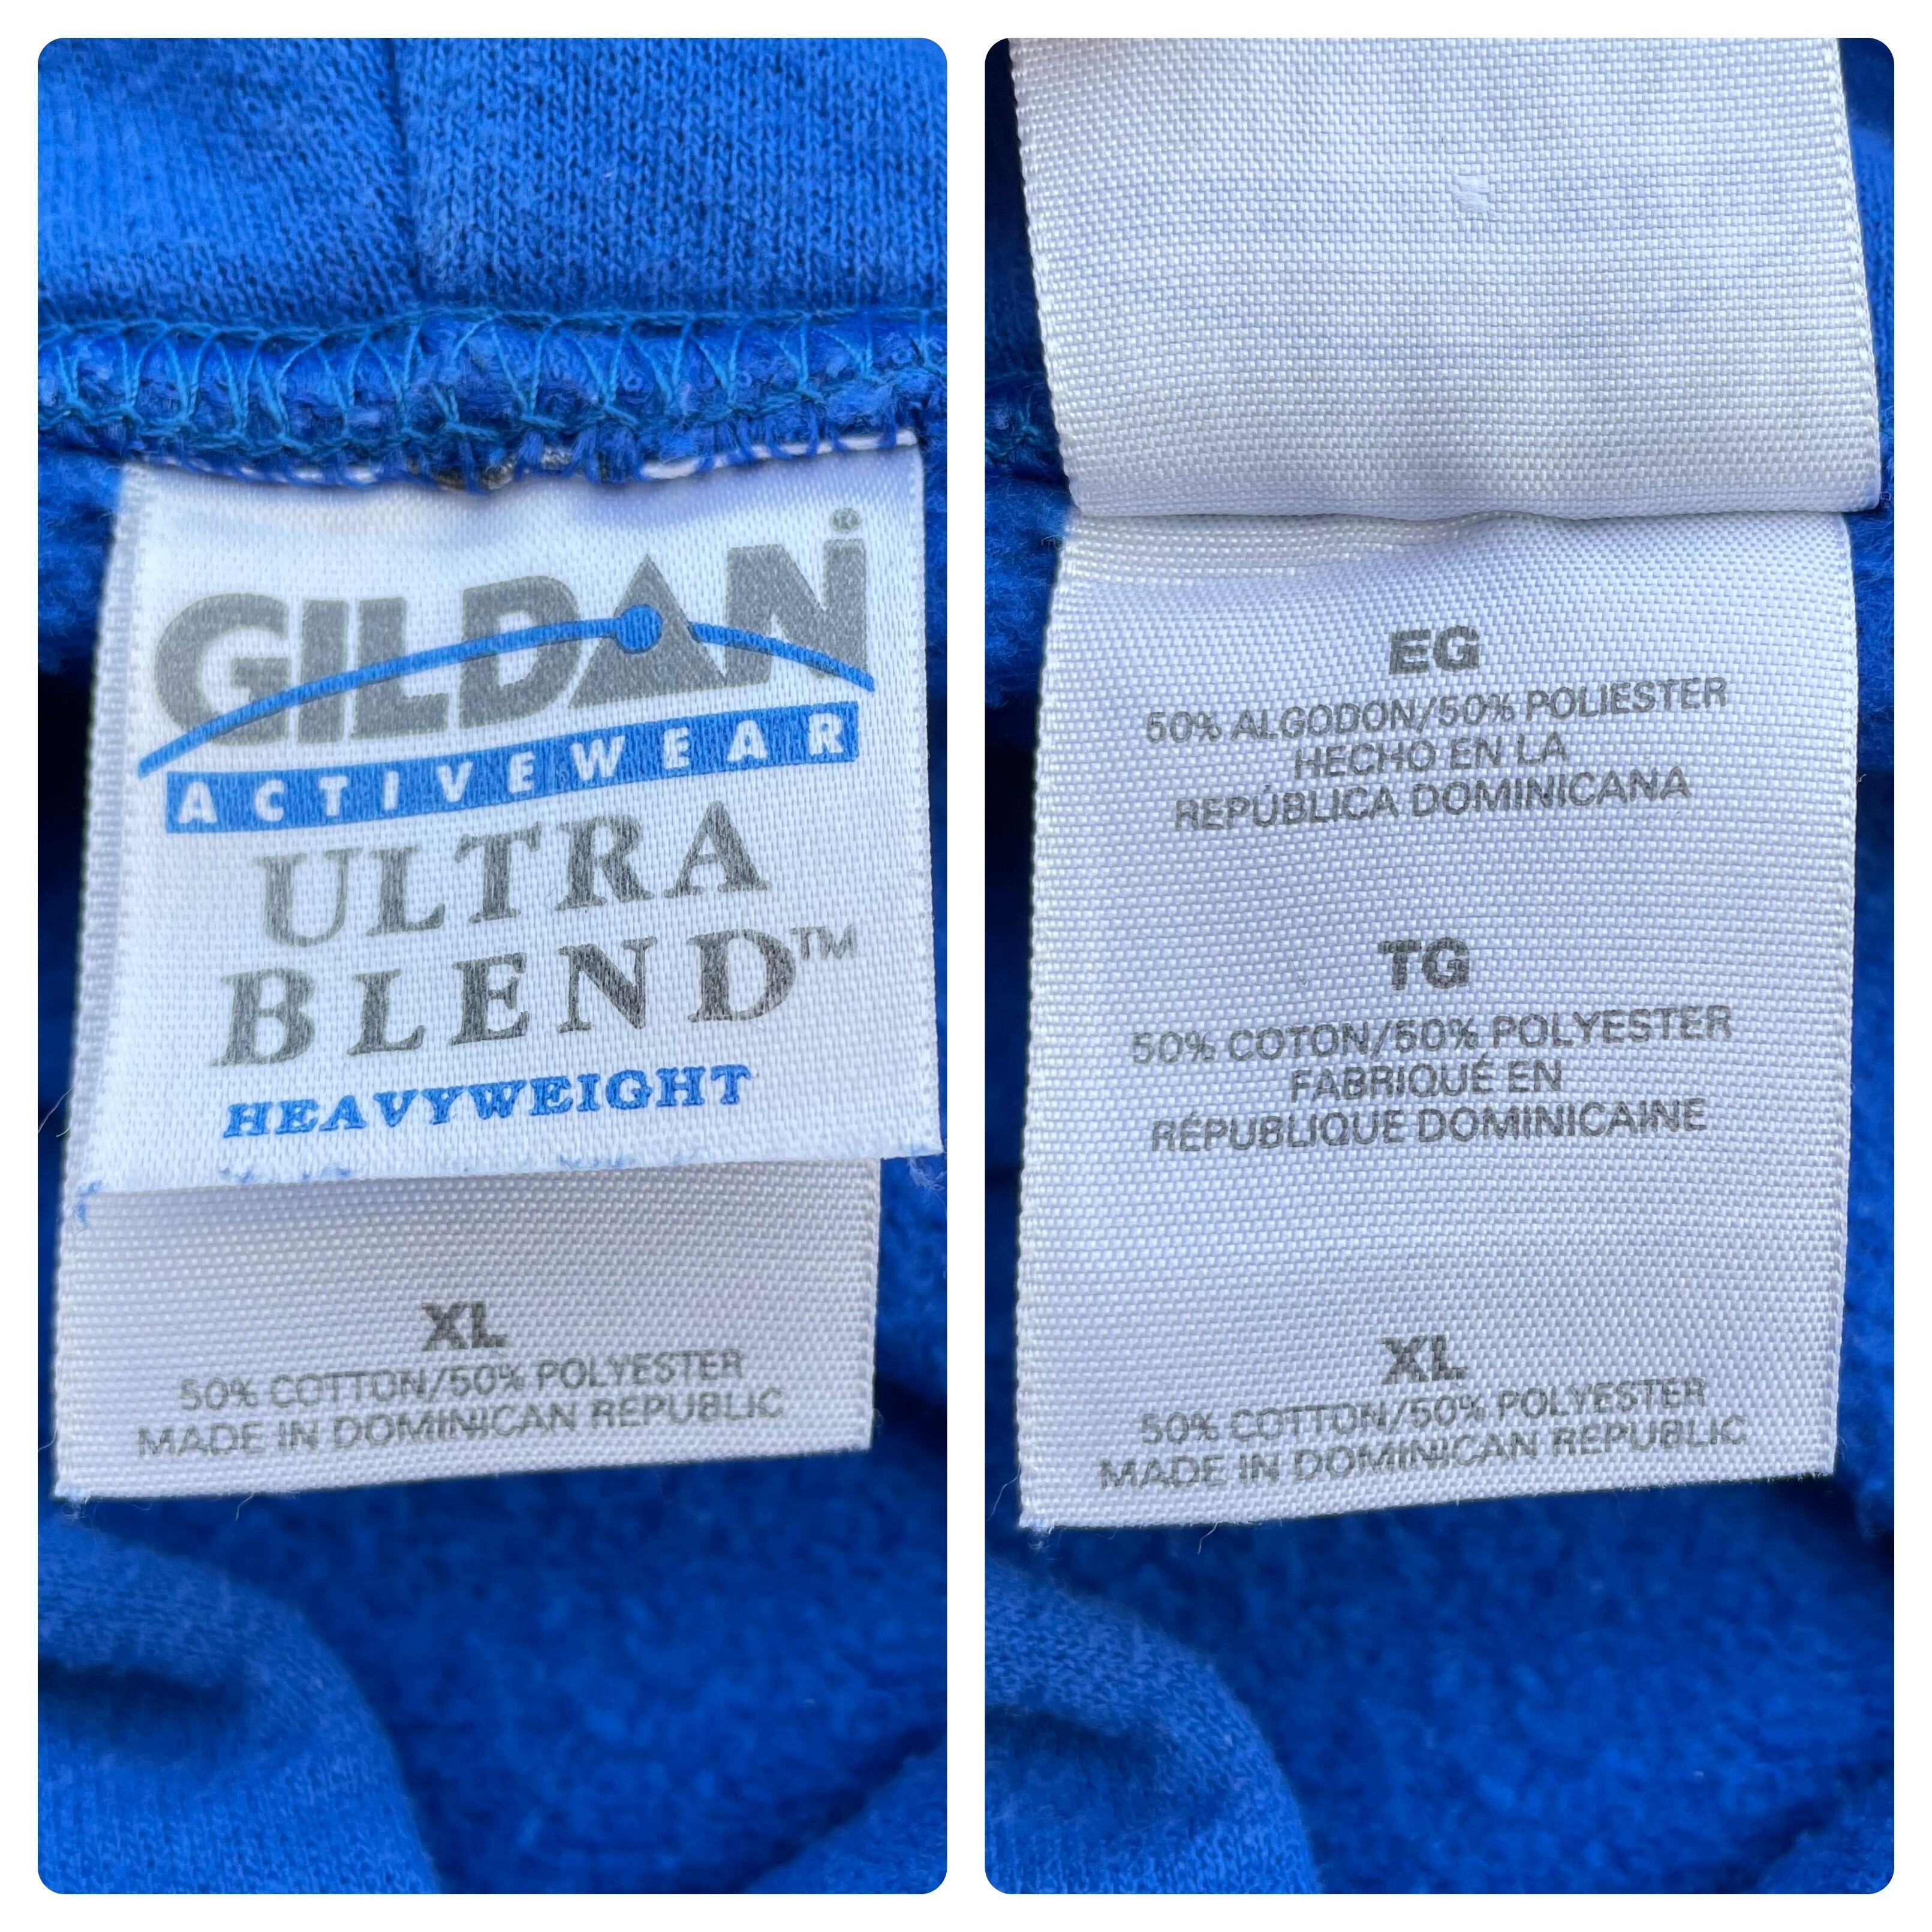 GILDAN®
ACTIVEWEAR
ULTRA
BLEND™
HEAVYWEIGHT
XL
50% COTTON/50% POLYESTER
MADE IN DOMINICAN REPUBLIC
EG
50% ALGODON/50% POLIESTER
HECHO EN LA
REPÚBLICA DOMINICANA
TG
50% COTON/50% POLYESTER
FABRIQUÉ EN
RÉPUBLIQUE DOMINICAINE
XL
50% COTTON/50% POLYESTER
MADE IN DOMINICAN REPUBLIC